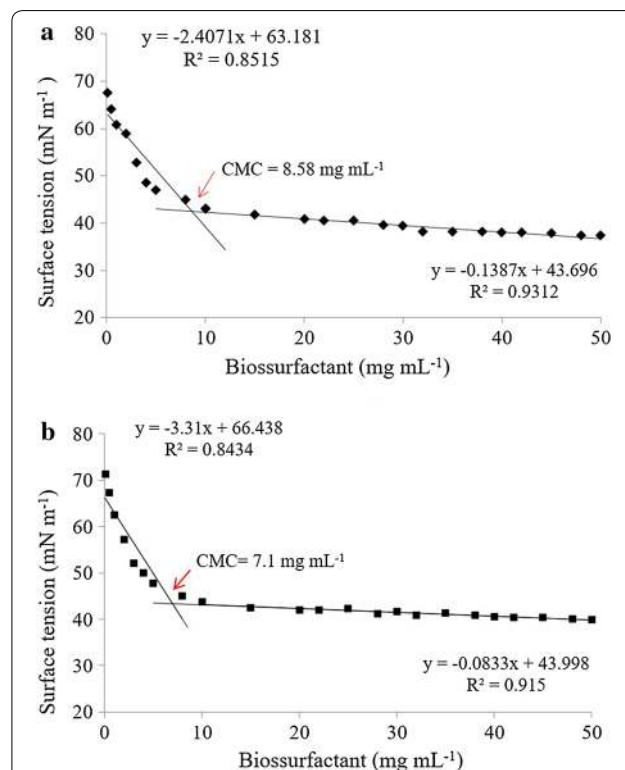 a
y = -2.4071x + 63.181
R² = 0.8515
80
70
60
50
40
30
20
Surface tension (mN m⁻¹)
CMC = 8.58 mg mL⁻¹
y = -0.1387x + 43.696
R² = 0.9312
0 10 20 30 40 50
Biossurfactant (mg mL⁻¹)
b
y = -3.31x + 66.438
R² = 0.8434
80
70
60
50
40
30
20
Surface tension (mN m⁻¹)
CMC= 7.1 mg mL⁻¹
y = -0.0833x + 43.998
R² = 0.915
0 10 20 30 40 50
Biossurfactant (mg mL⁻¹)